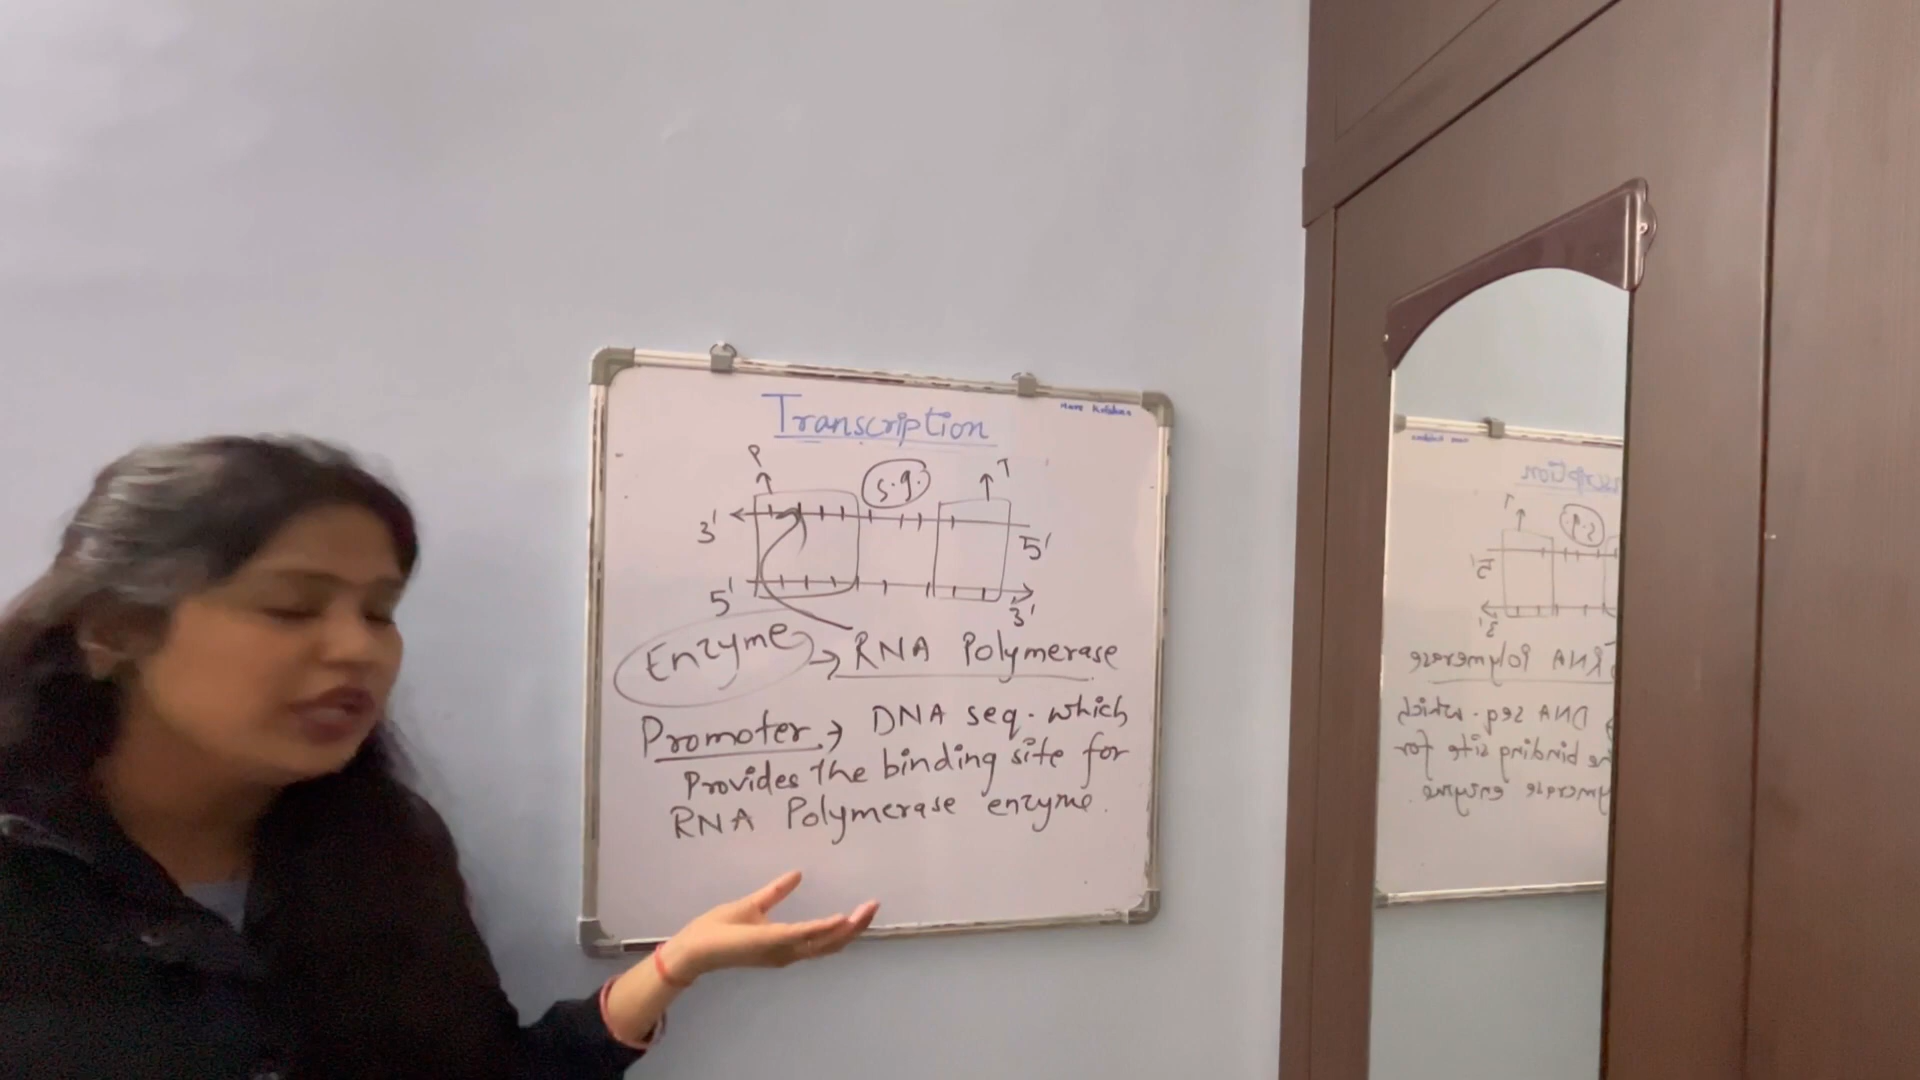 Transcription
P
s.g.
T
3'
5'
5'
3'
Enzyme → RNA Polymerase
Promoter → DNA seq. which
Provides the binding site for
RNA Polymerase enzyme.